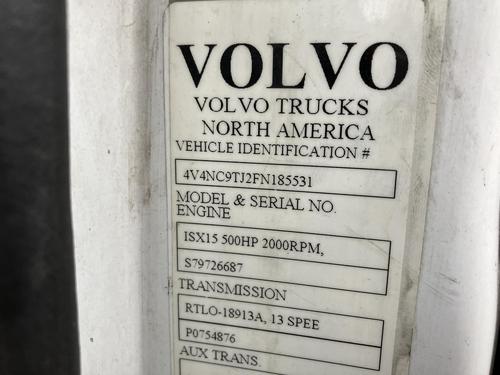 VOLVO
VOLVO TRUCKS
NORTH AMERICA
VEHICLE IDENTIFICATION #
4V4NC9TJ2FN185531
MODEL & SERIAL NO.
ENGINE
ISX15 500HP 2000RPM,
S79726687
TRANSMISSION
RTLO-18913A, 13 SPEE
P0754876
AUX TRANS.